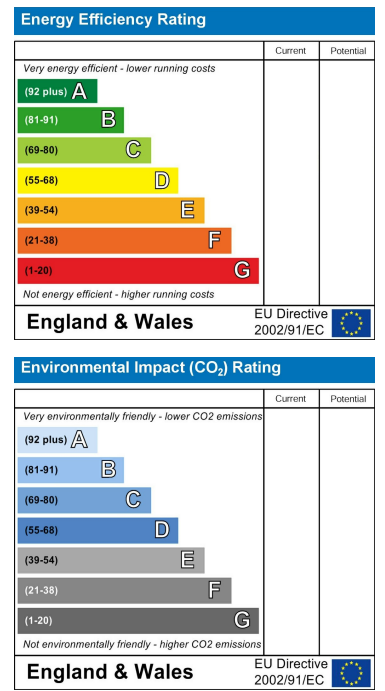 Energy Efficiency Rating
Current Potential
Very energy efficient - lower running costs
(92 plus) A
(81-91) B
(69-80) C
(55-68) D
(39-54) E
(21-38) F
(1-20) G
Not energy efficient - higher running costs
England & Wales EU Directive 2002/91/EC
Environmental Impact (CO₂) Rating
Current Potential
Very environmentally friendly - lower CO2 emissions
(92 plus) A
(81-91) B
(69-80) C
(55-68) D
(39-54) E
(21-38) F
(1-20) G
Not environmentally friendly - higher CO2 emissions
England & Wales EU Directive 2002/91/EC